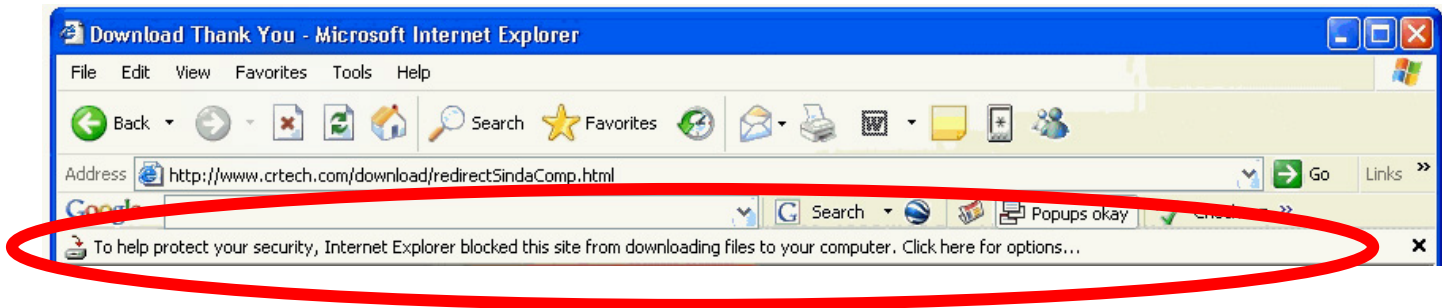 Download Thank You - Microsoft Internet Explorer
File Edit View Favorites Tools Help
Back Search Favorites
Address http://www.crtech.com/download/redirectSindaComp.html Go Links »
Google G Search Popups okay »
To help protect your security, Internet Explorer blocked this site from downloading files to your computer. Click here for options...